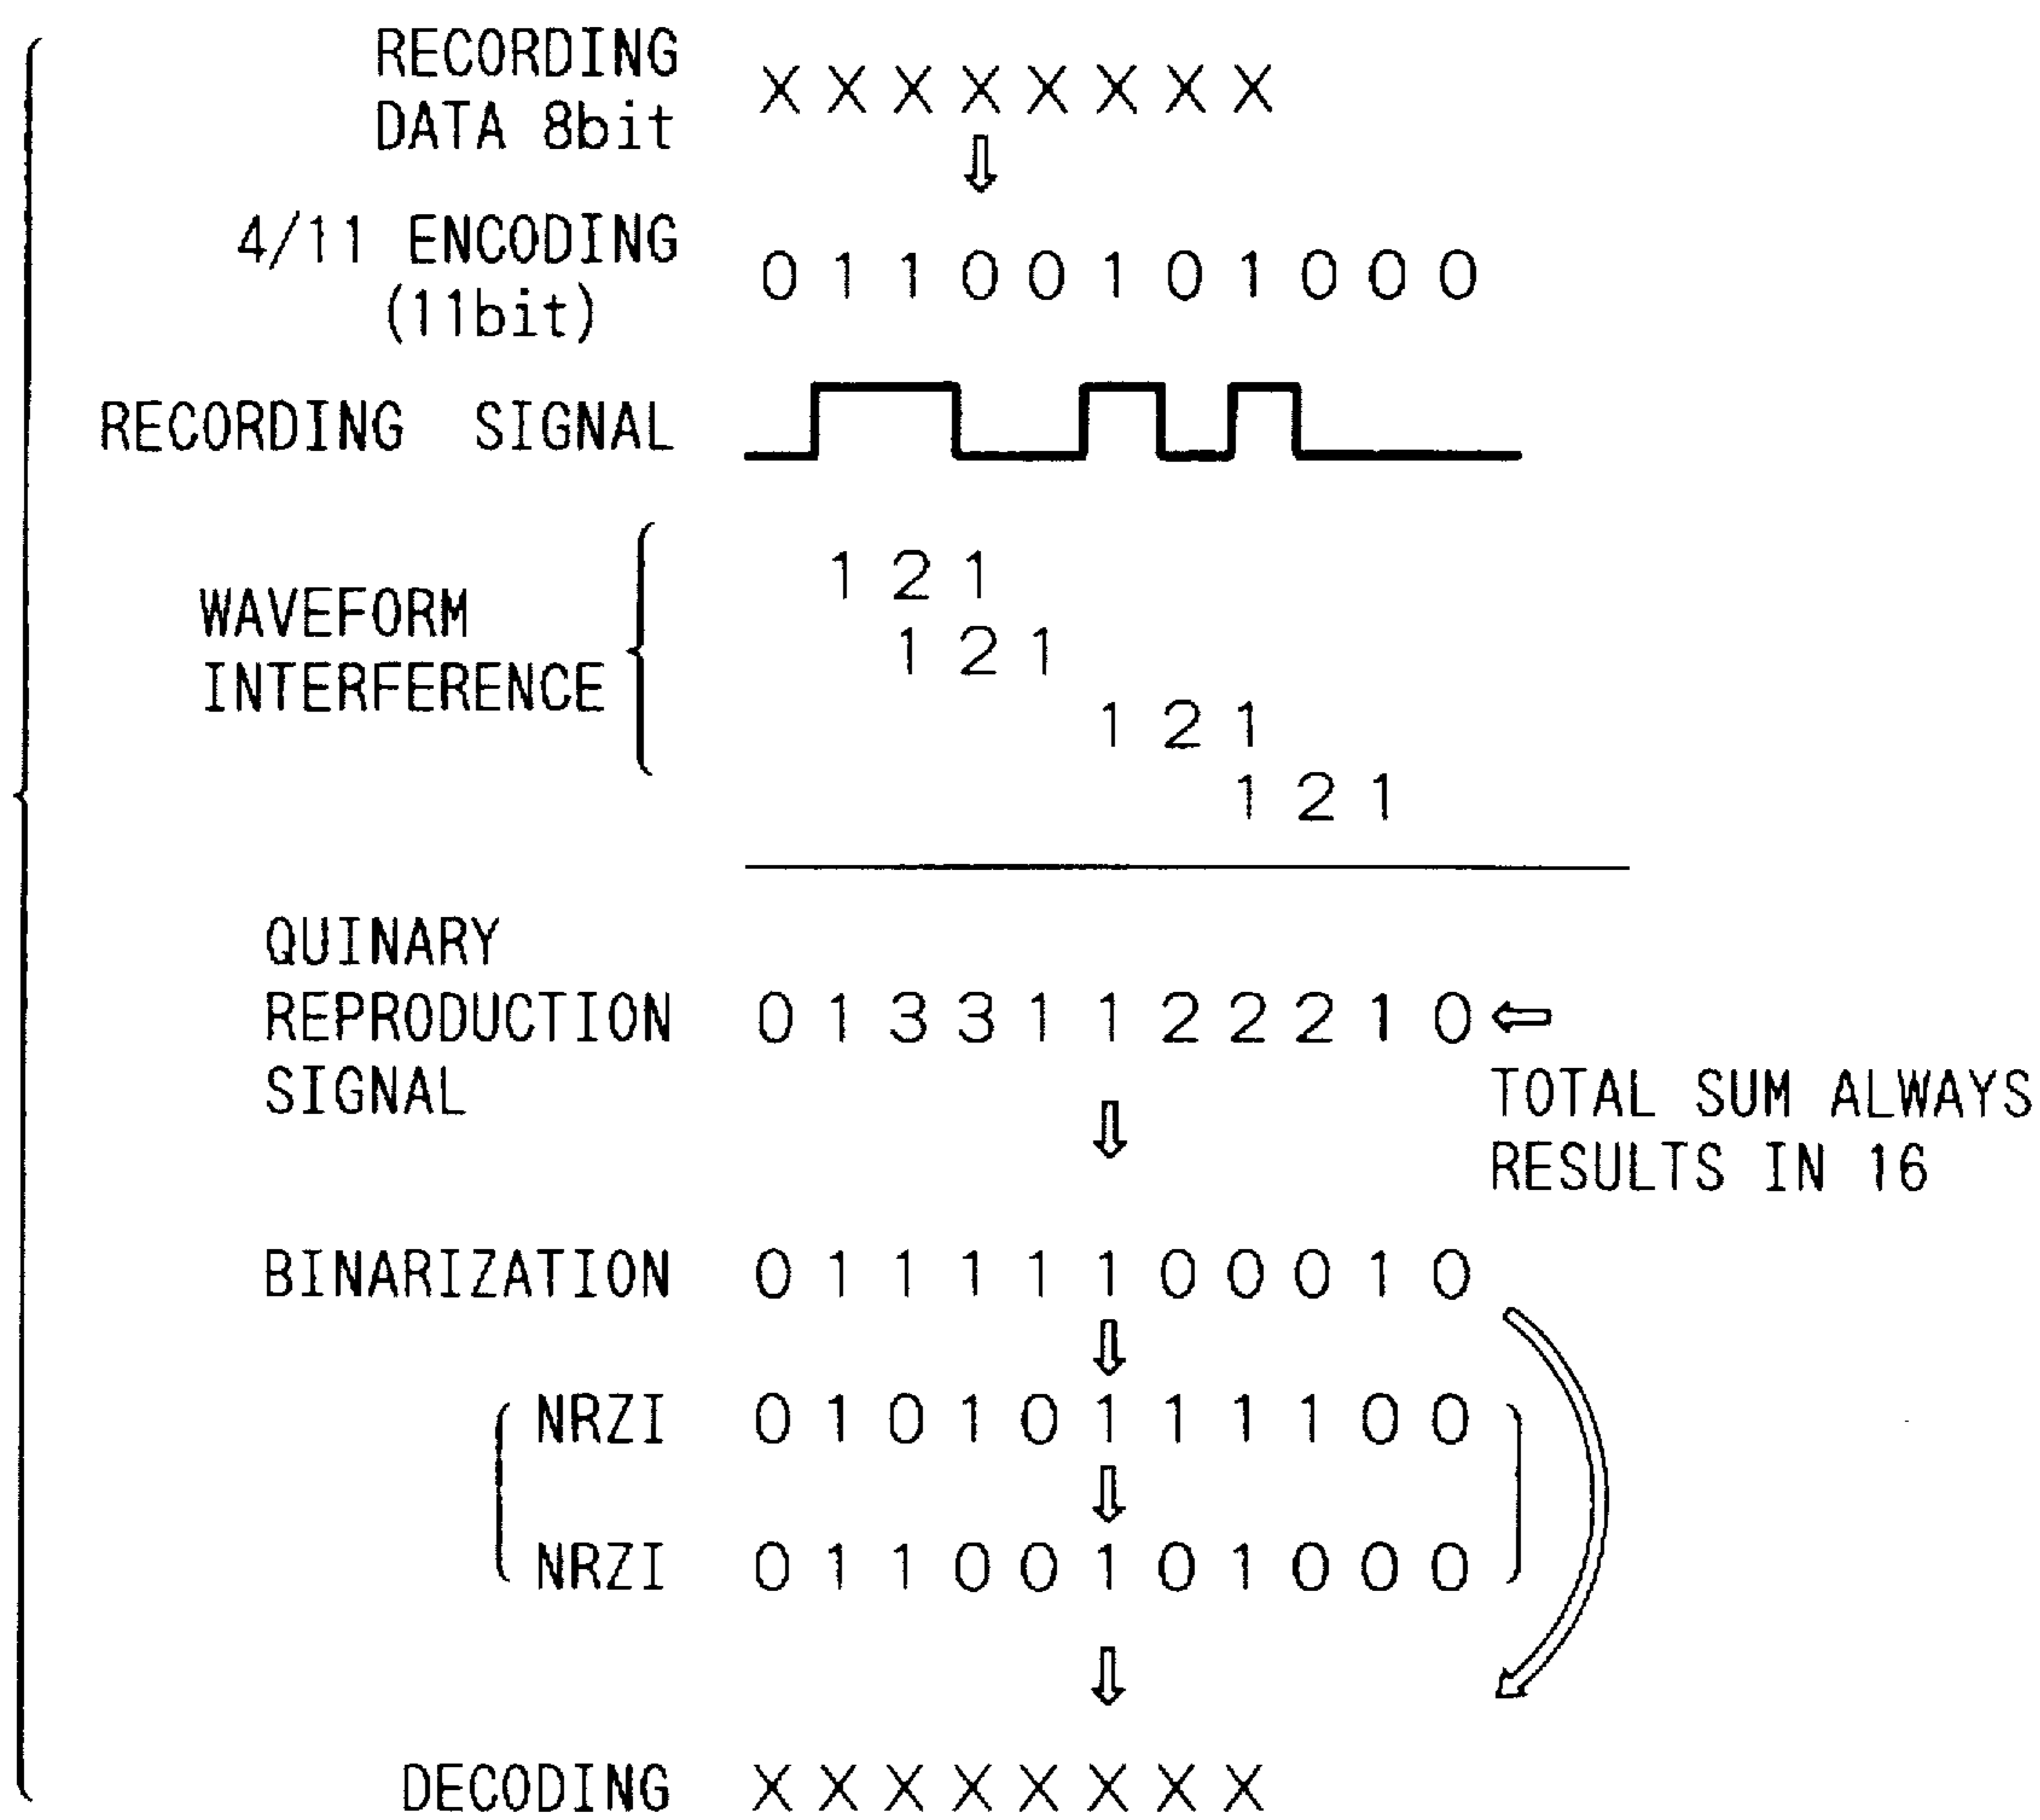 RECORDING
DATA 8bit
X X X X X X X X
4/11 ENCODING
(11bit)
0 1 1 0 0 1 0 1 0 0 0
RECORDING SIGNAL
WAVEFORM
INTERFERENCE
1 2 1
1 2 1
1 2 1
1 2 1
QUINARY
REPRODUCTION
SIGNAL
0 1 3 3 1 1 2 2 2 1 0
TOTAL SUM ALWAYS
RESULTS IN 16
BINARIZATION 0 1 1 1 1 1 0 0 0 1 0
NRZI 0 1 0 1 0 1 1 1 1 0 0
NRZI 0 1 1 0 0 1 0 1 0 0 0
DECODING X X X X X X X X